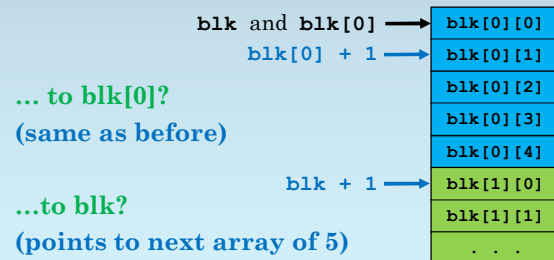 blk and blk[0]
blk[0] + 1
… to blk[0]?
(same as before)
blk + 1
…to blk?
(points to next array of 5)
blk[0][0]
blk[0][1]
blk[0][2]
blk[0][3]
blk[0][4]
blk[1][0]
blk[1][1]
. . .